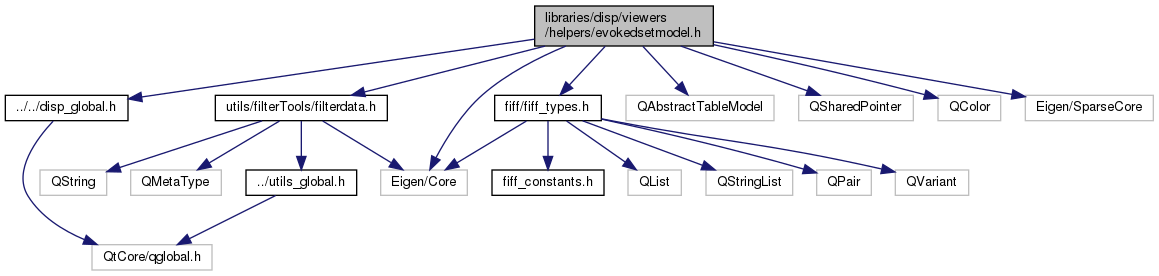 libraries/disp/viewers
/helpers/evokedsetmodel.h
../../disp_global.h
utils/filterTools/filterdata.h
fiff/fiff_types.h
QAbstractTableModel
QSharedPointer
QColor
Eigen/SparseCore
QString
QMetaType
../utils_global.h
Eigen/Core
fiff_constants.h
QList
QStringList
QPair
QVariant
QtCore/qglobal.h